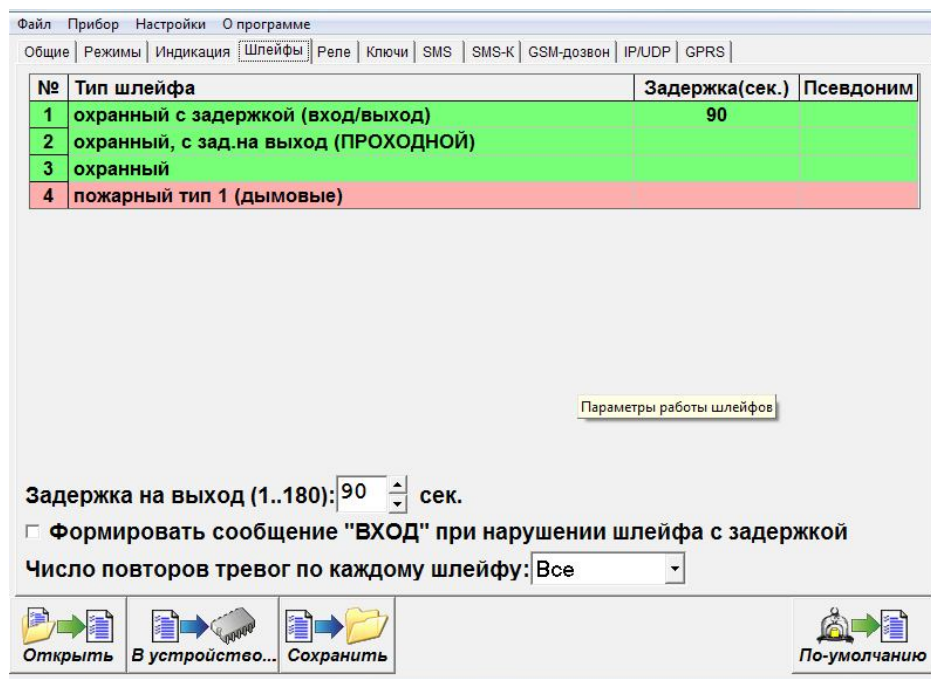 Файл Прибор Настройки О программе
Общие Режимы Индикация Шлейфы Реле Ключи SMS SMS-К GSM-дозвон IP/UDP GPRS
№ Тип шлейфа Задержка(сек.) Псевдоним
1 охранный с задержкой (вход/выход) 90
2 охранный, с зад.на выход (ПРОХОДНОЙ)
3 охранный
4 пожарный тип 1 (дымовые)
Параметры работы шлейфов
Задержка на выход (1..180): 90 сек.
Формировать сообщение "ВХОД" при нарушении шлейфа с задержкой
Число повторов тревог по каждому шлейфу: Все
Открыть В устройство... Сохранить По-умолчанию